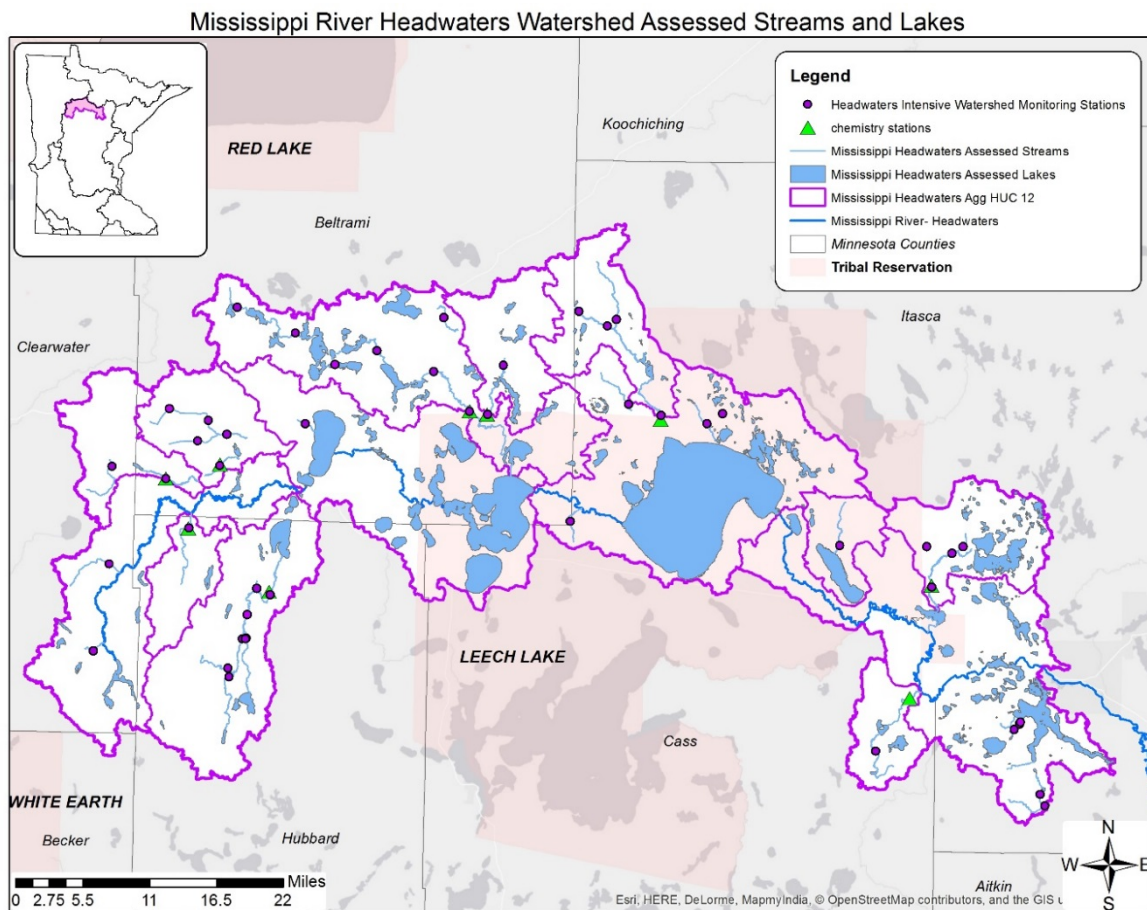 Mississippi River Headwaters Watershed Assessed Streams and Lakes
Legend
Headwaters Intensive Watershed Monitoring Stations
chemistry stations
Mississippi Headwaters Assessed Streams
Mississippi Headwaters Assessed Lakes
Mississippi Headwaters Agg HUC 12
Mississippi River- Headwaters
Minnesota Counties
Tribal Reservation
Koochiching
RED LAKE
Beltrami
Itasca
Clearwater
LEECH LAKE
Cass
WHITE EARTH
Becker
Hubbard
Aitkin
N
W E
S
Miles
0 2.75 5.5 11 16.5 22
Esri, HERE, DeLorme, MapmyIndia, © OpenStreetMap contributors, and the GIS u